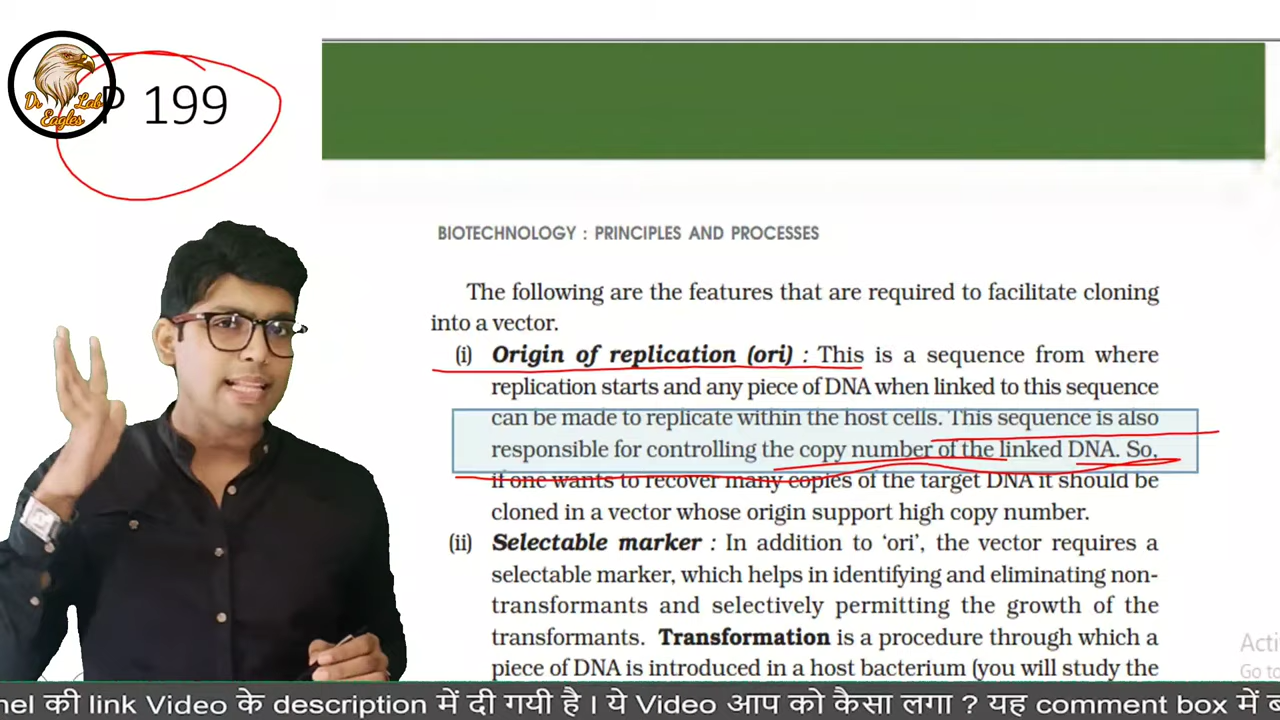 Dr Lab
Eagles
P 199
BIOTECHNOLOGY : PRINCIPLES AND PROCESSES
The following are the features that are required to facilitate cloning
into a vector.
(i) Origin of replication (ori) : This is a sequence from where
replication starts and any piece of DNA when linked to this sequence
can be made to replicate within the host cells. This sequence is also
responsible for controlling the copy number of the linked DNA. So,
if one wants to recover many copies of the target DNA it should be
cloned in a vector whose origin support high copy number.
(ii) Selectable marker : In addition to 'ori', the vector requires a
selectable marker, which helps in identifying and eliminating non-
transformants and selectively permitting the growth of the
transformants. Transformation is a procedure through which a
piece of DNA is introduced in a host bacterium (you will study the
Go to
की link Video के description में दी गयी है l ये Video आप को कैसा लगा ? यह comment box में